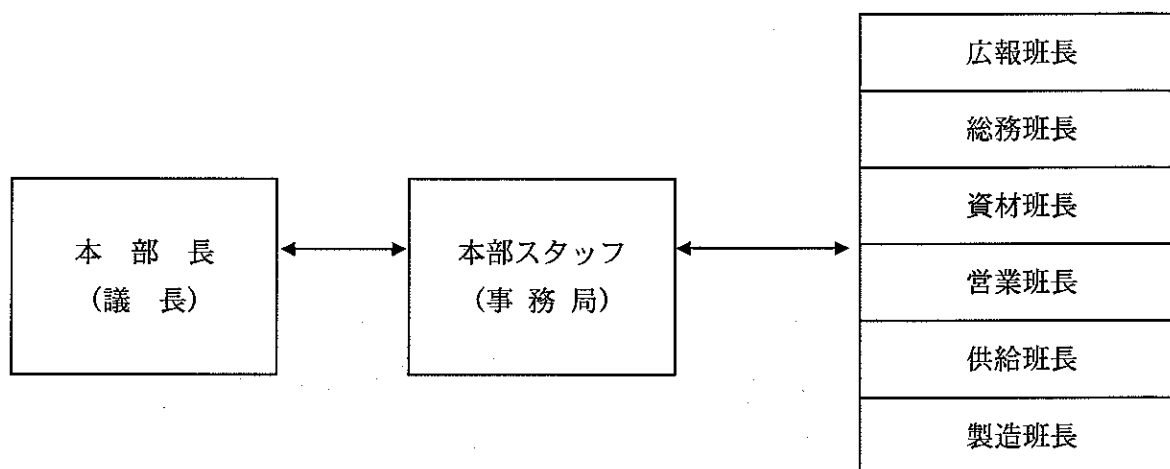 本部長
(議長)
本部スタッフ
(事務局)
広報班長
総務班長
資材班長
営業班長
供給班長
製造班長